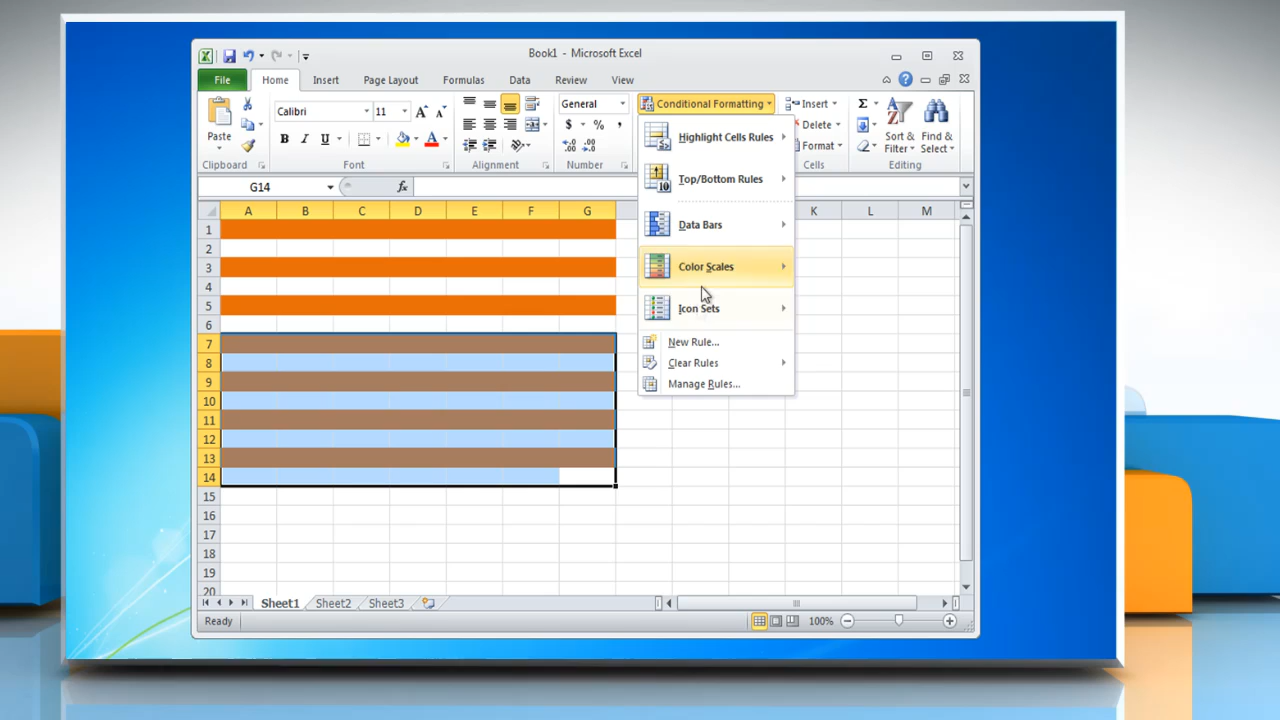 Book1 - Microsoft Excel
File Home Insert Page Layout Formulas Data Review View
Calibri 11 General Conditional Formatting Insert Σ
Paste $ % , Delete Sort & Filter Find & Select
B I U A Format
Clipboard Font Alignment Number Cells Editing
G14 fx
A B C D E F G K L M
1
2
3
4
5
6
7
8
9
10
11
12
13
14
15
16
17
18
19
20
Highlight Cells Rules
Top/Bottom Rules
10
Data Bars
Color Scales
Icon Sets
New Rule...
Clear Rules
Manage Rules...
Sheet1 Sheet2 Sheet3
Ready 100%